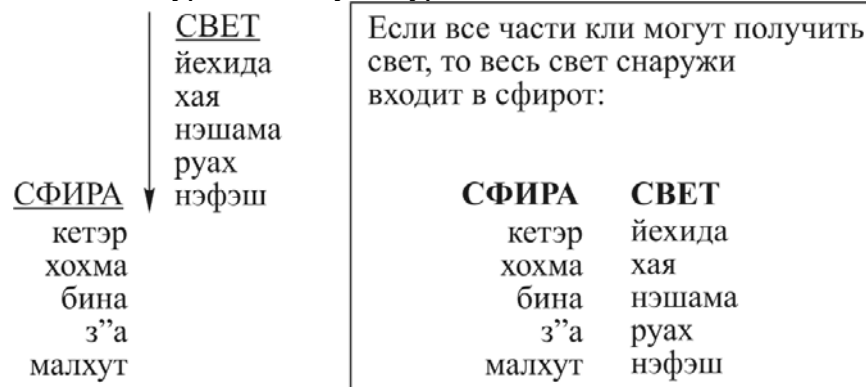 СВЕТ
йехида
хая
нэшама
руах
СФИРА нэфэш
кетэр
хохма
бина
з”а
малхут
Если все части кли могут получить
свет, то весь свет снаружи
входит в сфирот:
СФИРА СВЕТ
кетэр йехида
хохма хая
бина нэшама
з”а руах
малхут нэфэш